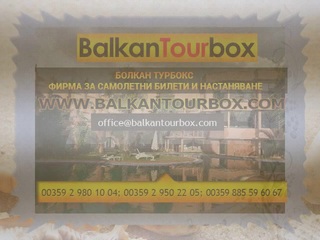 BalkanTourbox
БОЛКАН ТУРБОКС
ФИРМА ЗА САМОЛЕТНИ БИЛЕТИ И НАСТАНЯВАНЕ
WWW.BALKANTOURBOX.COM
office@balkantourbox.com
00359 2 980 10 04; 00359 2 950 22 05; 00359 885 59 60 67